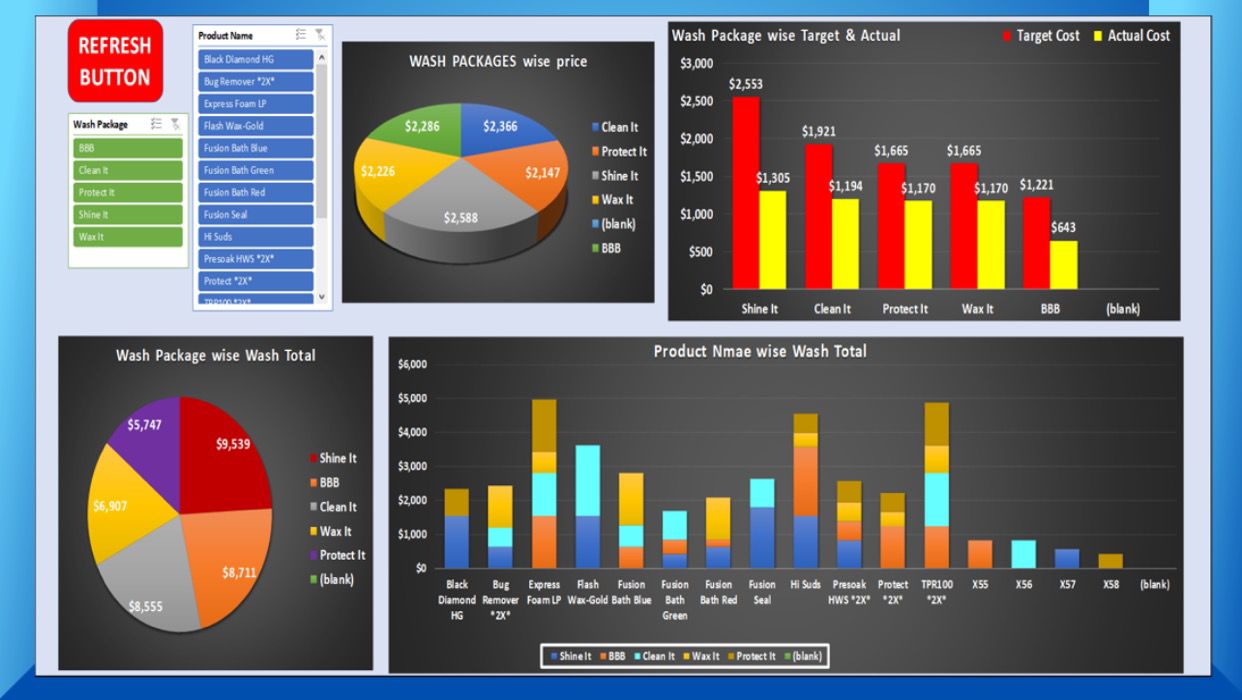 REFRESH
BUTTON
Wash Package
BBB
Clean It
Protect It
Shine It
Wax It
Product Name
Black Diamond HG
Bug Remover *2X*
Express Foam LP
Flash Wax-Gold
Fusion Bath Blue
Fusion Bath Green
Fusion Bath Red
Fusion Seal
Hi Suds
Presoak HWS *2X*
Protect *2X*
TPR100 *2X*
WASH PACKAGES wise price
$2,286
$2,366
$2,226
$2,147
$2,588
Clean It
Protect It
Shine It
Wax It
(blank)
BBB
Wash Package wise Target & Actual
Target Cost
Actual Cost
$3,000
$2,500
$2,000
$1,500
$1,000
$500
$0
$2,553
$1,305
$1,921
$1,194
$1,665
$1,170
$1,665
$1,170
$1,221
$643
Shine It
Clean It
Protect It
Wax It
BBB
(blank)
Wash Package wise Wash Total
$5,747
$9,539
$6,907
$8,711
$8,555
Shine It
BBB
Clean It
Wax It
Protect It
(blank)
Product Nmae wise Wash Total
$6,000
$5,000
$4,000
$3,000
$2,000
$1,000
$0
Black
Diamond
HG
Bug
Remover
*2X*
Express
Foam LP
Flash
Wax-Gold
Fusion
Bath Blue
Fusion
Bath
Green
Fusion
Bath Red
Fusion
Seal
Hi Suds
Presoak
HWS *2X*
Protect
*2X*
TPR100
*2X*
X55
X56
X57
X58
(blank)
Shine It
BBB
Clean It
Wax It
Protect It
(blank)